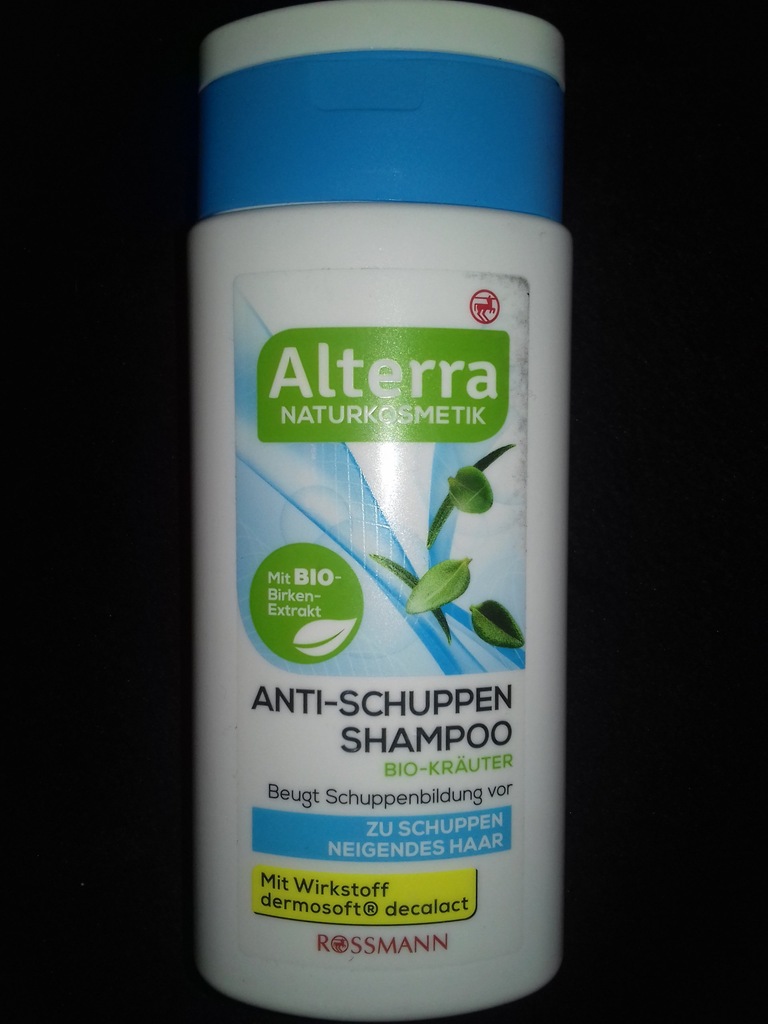 Alterra
NATURKOSMETIK
Mit BIO-
Birken-
Extrakt
ANTI-SCHUPPEN
SHAMPOO
BIO-KRÄUTER
Beugt Schuppenbildung vor
ZU SCHUPPEN
NEIGENDES HAAR
Mit Wirkstoff
dermosoft® decalact
ROSSMANN